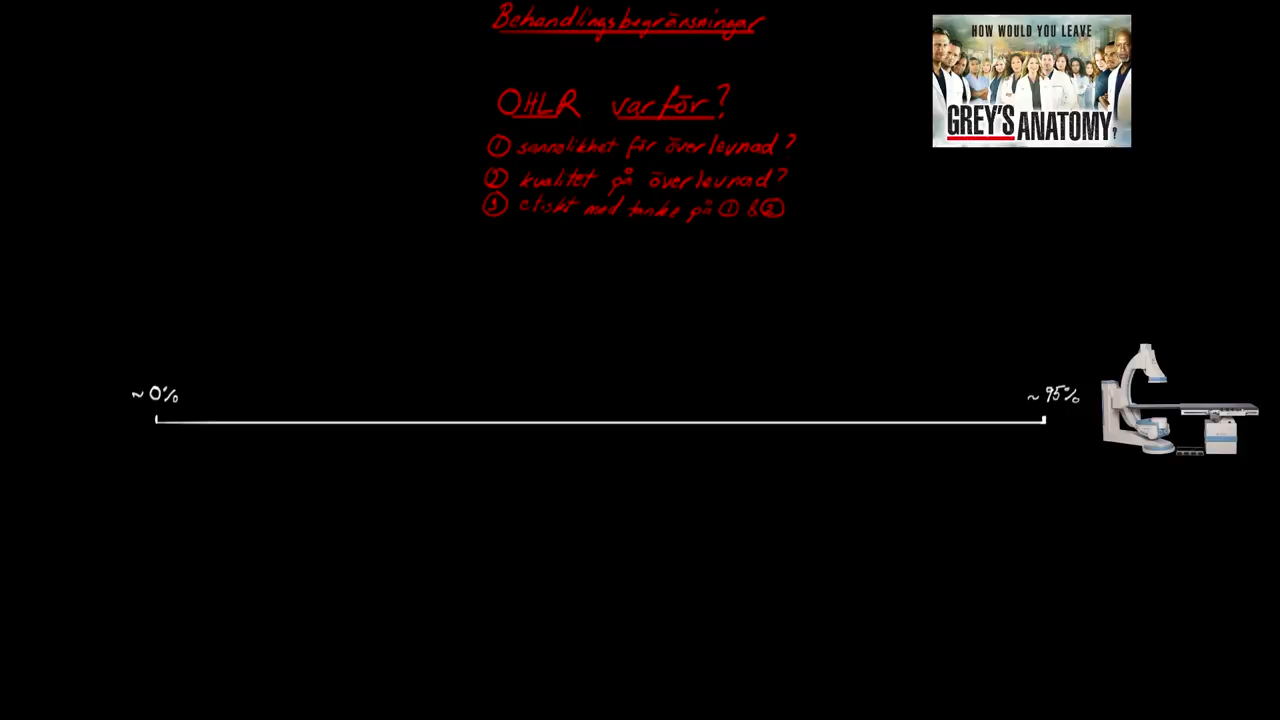 Behandlingsbegränsningar
HOW WOULD YOU LEAVE
GREY'S ANATOMY?
OHLR varför?
① sannolikhet för överlevnad?
② kvalitet på överlevnad?
③ etiskt med tanke på ① & ②
~ 0%
~ 95%